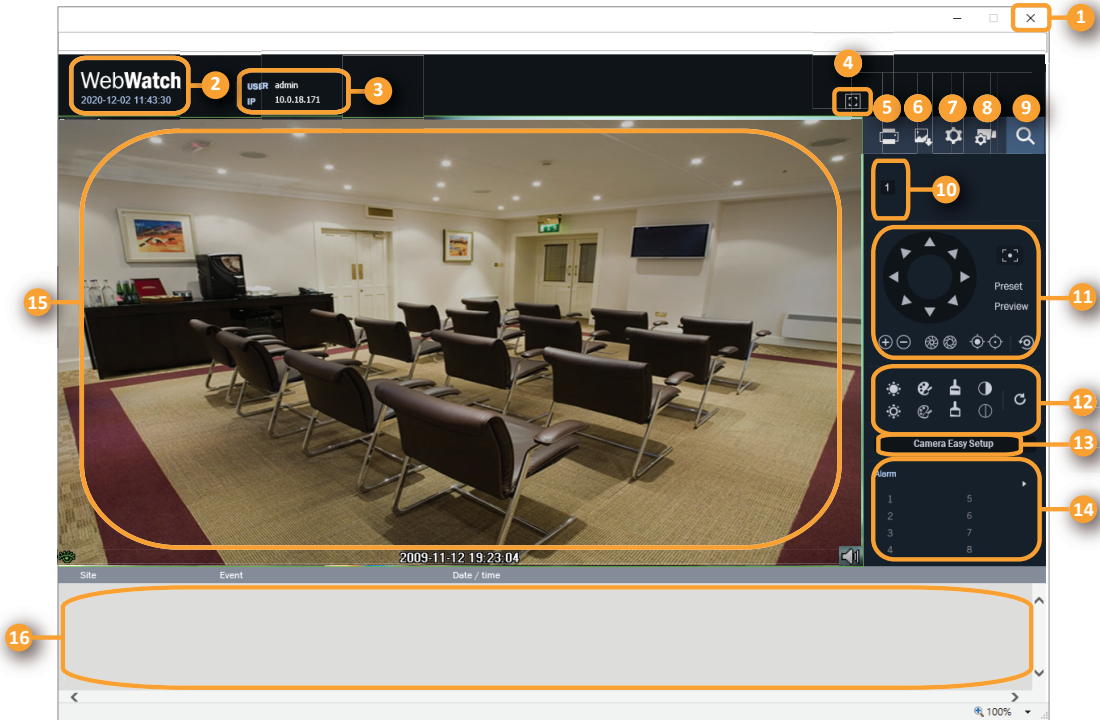 1
WebWatch
2020-12-02 11:43:30
2
USER admin
IP 10.0.18.171
3
4
5 6 7 8 9
1
10
Preset
Preview
11
12
Camera Easy Setup
13
Alarm
1 5
2 6
3 7
4 8
14
15
2009-11-12 19:23:04
Site Event Date / time
16
100%